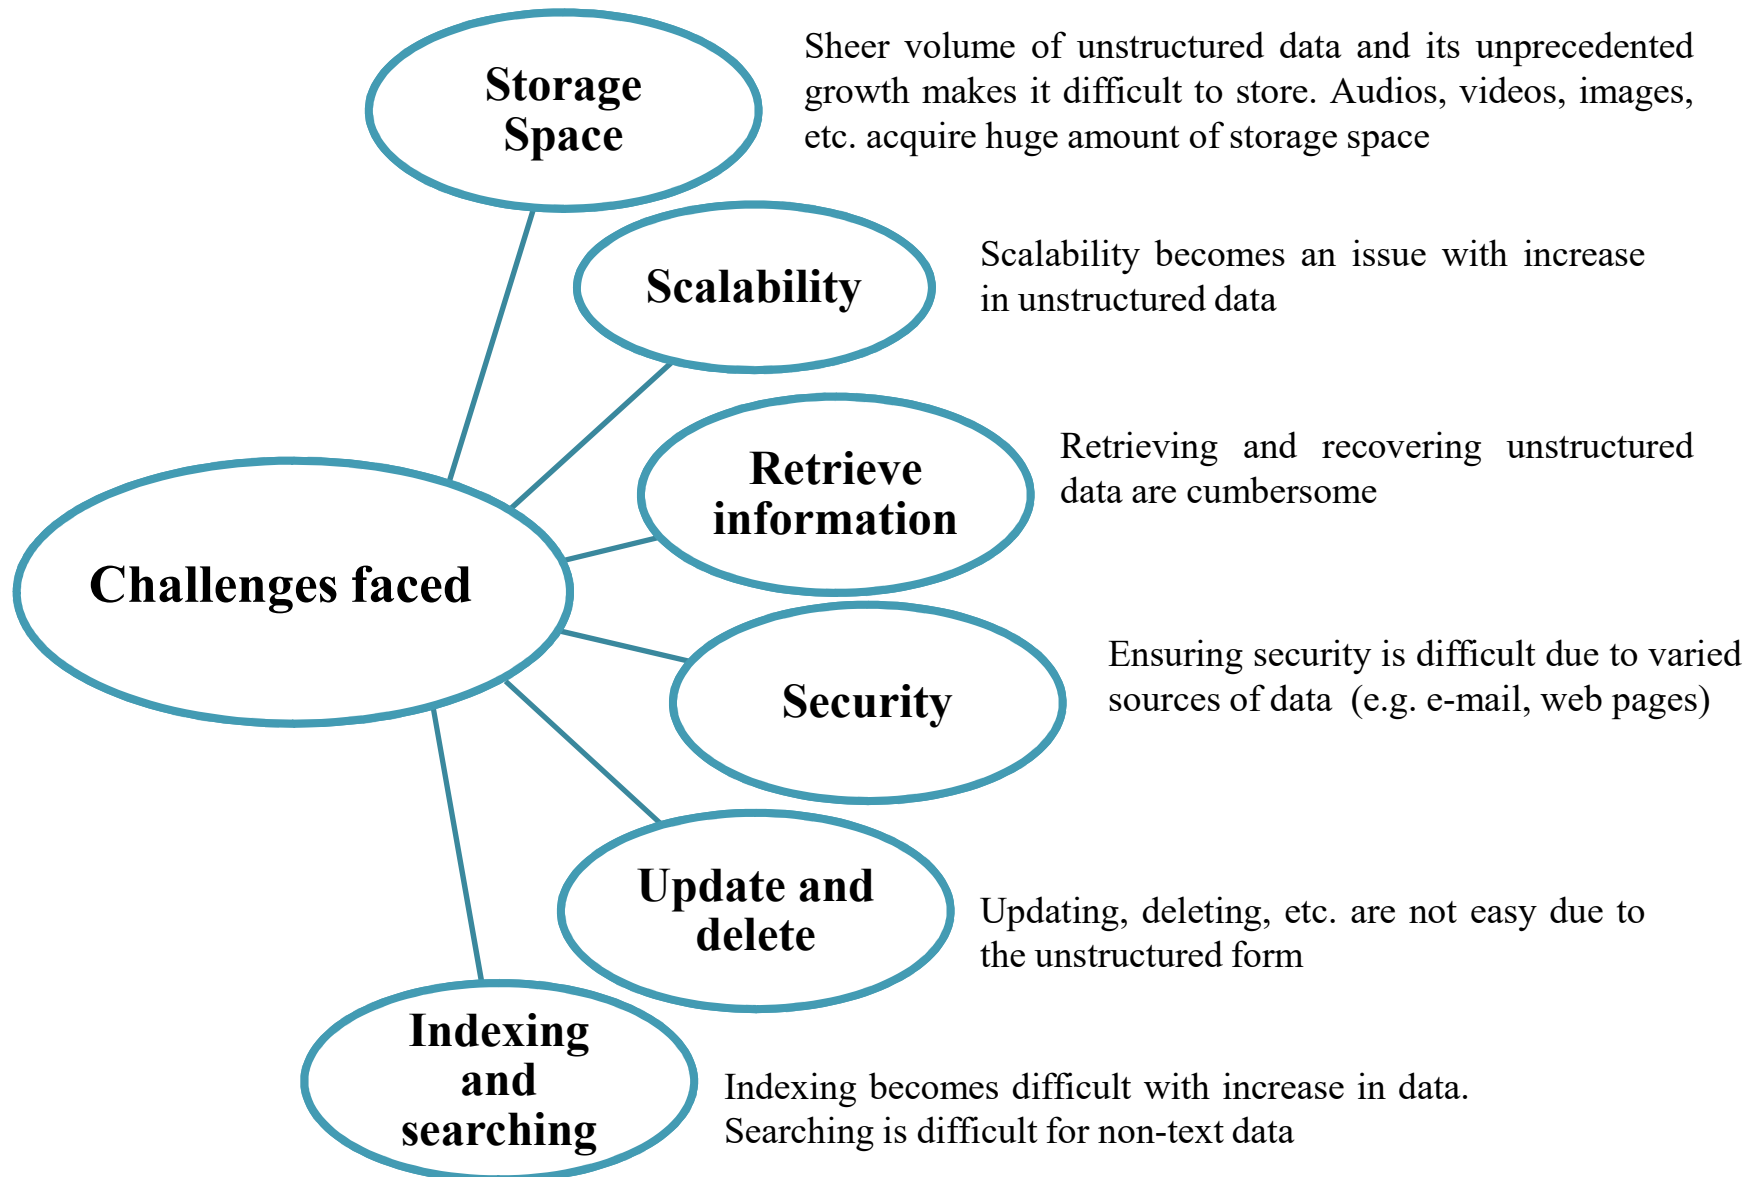 Storage
Space
Sheer volume of unstructured data and its unprecedented
growth makes it difficult to store. Audios, videos, images,
etc. acquire huge amount of storage space
Scalability
Scalability becomes an issue with increase
in unstructured data
Retrieve
information
Retrieving and recovering unstructured
data are cumbersome
Challenges faced
Security
Ensuring security is difficult due to varied
sources of data (e.g. e-mail, web pages)
Update and
delete
Updating, deleting, etc. are not easy due to
the unstructured form
Indexing
and
searching
Indexing becomes difficult with increase in data.
Searching is difficult for non-text data